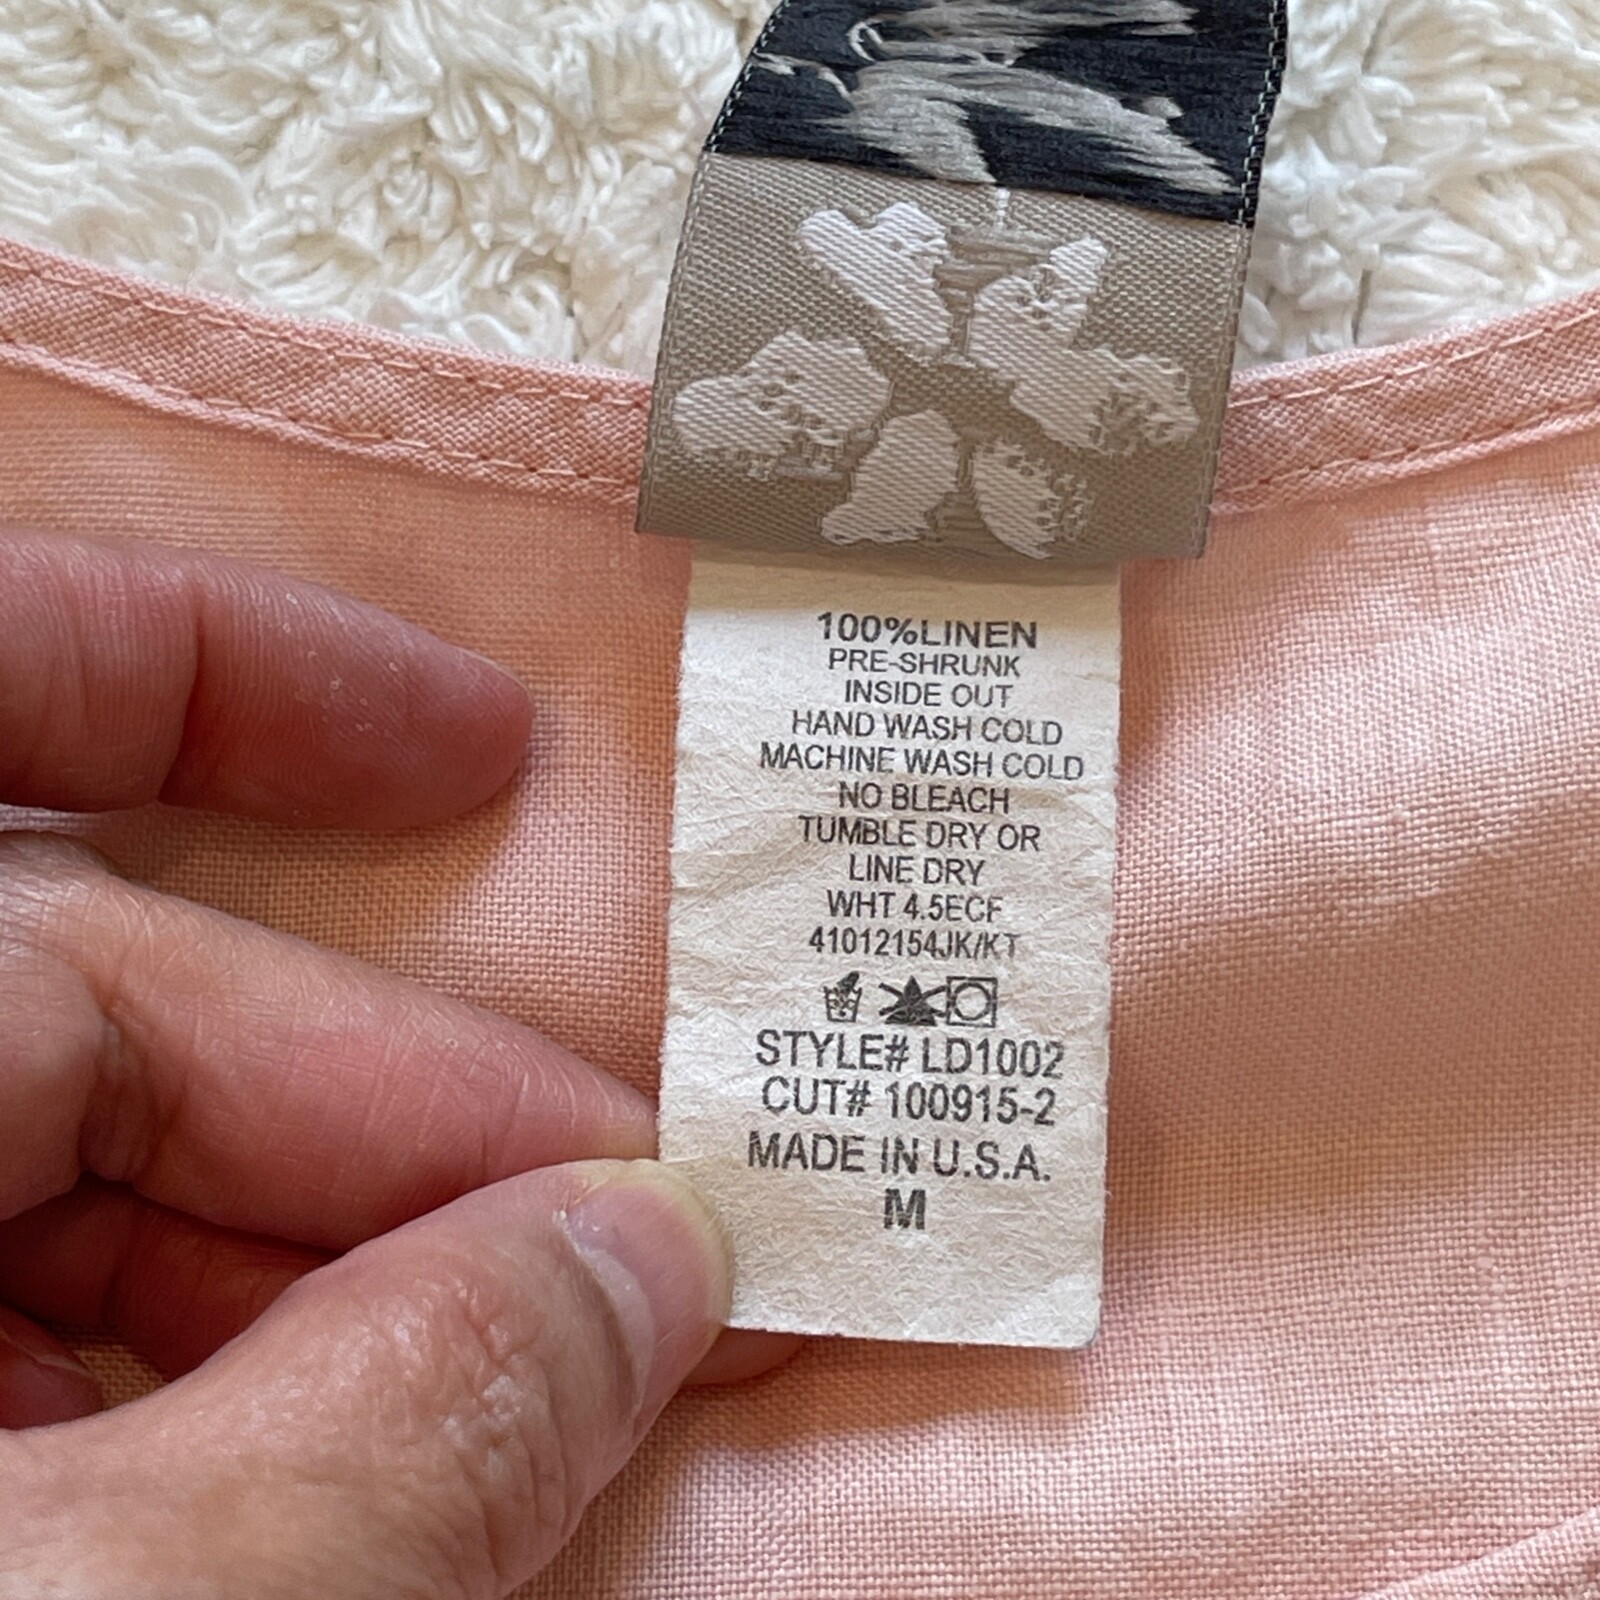 100%LINEN
PRE-SHRUNK
INSIDE OUT
HAND WASH COLD
MACHINE WASH COLD
NO BLEACH
TUMBLE DRY OR
LINE DRY
WHT 4.5ECF
41012154JK/KT
STYLE# LD1002
CUT# 100915-2
MADE IN U.S.A.
M